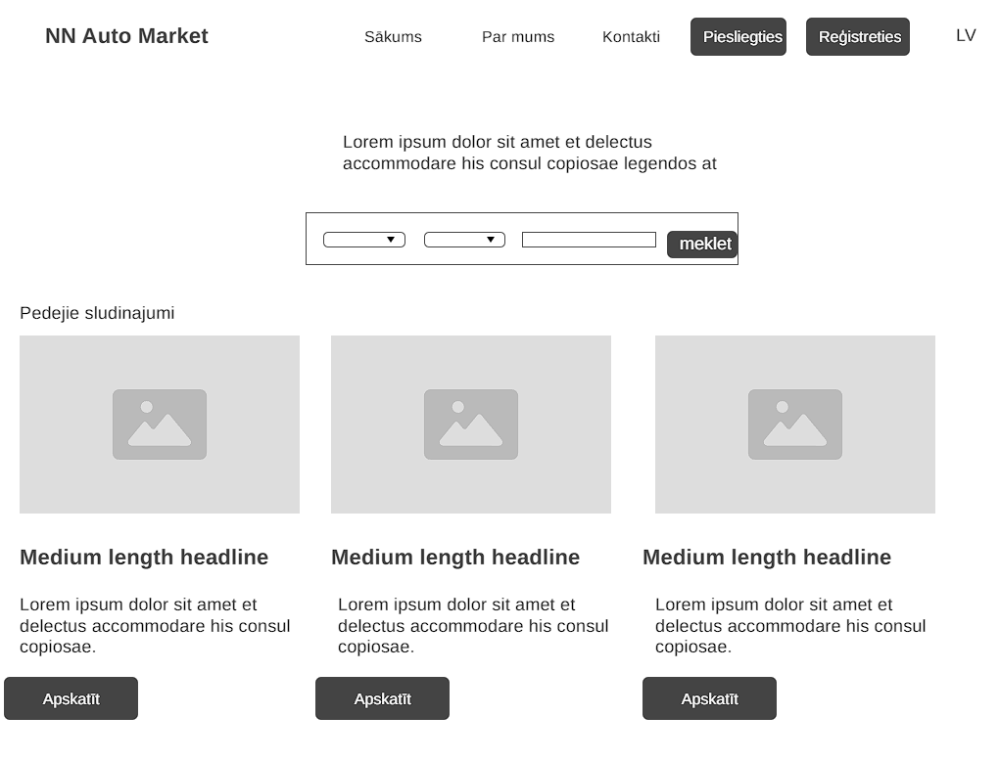 NN Auto Market
Sākums
Par mums
Kontakti
Piesliegties
Reģistreties
LV
Lorem ipsum dolor sit amet et delectus
accommodare his consul copiosae legendos at
meklet
Pedejie sludinajumi
Medium length headline
Medium length headline
Medium length headline
Lorem ipsum dolor sit amet et
delectus accommodare his consul
copiosae.
Lorem ipsum dolor sit amet et
delectus accommodare his consul
copiosae.
Lorem ipsum dolor sit amet et
delectus accommodare his consul
copiosae.
Apskatīt
Apskatīt
Apskatīt